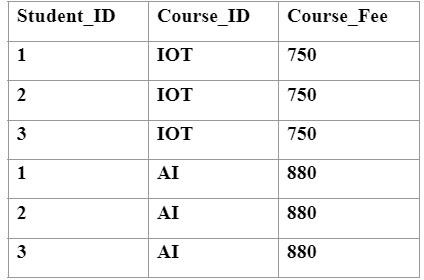 Student_ID Course_ID Course_Fee
1 IOT 750
2 IOT 750
3 IOT 750
1 AI 880
2 AI 880
3 AI 880